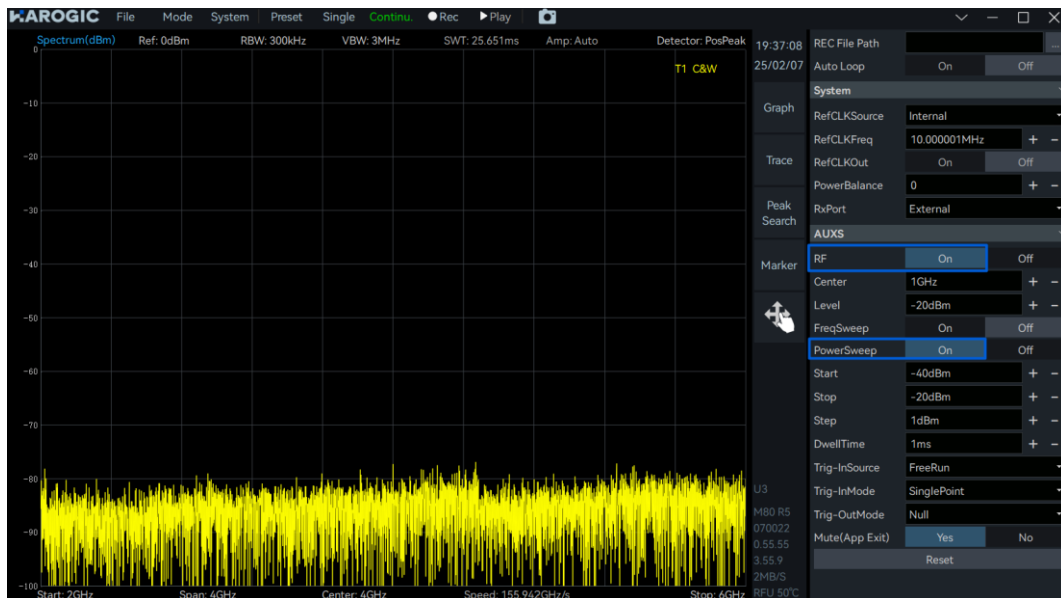 HAROGIC File Mode System Preset Single Continu. Rec Play
Spectrum(dBm) Ref: 0dBm RBW: 300kHz VBW: 3MHz SWT: 25.651ms Amp: Auto Detector: PosPeak
T1 C&W
0
-10
-20
-30
-40
-50
-60
-70
-80
-90
-100
Start: 2GHz Span: 4GHz Center: 4GHz Speed: 155.942GHz/s Stop: 6GHz
19:37:08
25/02/07
Graph
Trace
Peak
Search
Marker
U3
M80 R5
070022
0.55.55
3.55.9
2MB/S
RFU 50°C
REC File Path ...
Auto Loop On Off
System
RefCLKSource Internal
RefCLKFreq 10.000001MHz + -
RefCLKOut On Off
PowerBalance 0 + -
RxPort External
AUXS
RF On Off
Center 1GHz + -
Level -20dBm + -
FreqSweep On Off
PowerSweep On Off
Start -40dBm + -
Stop -20dBm + -
Step 1dBm + -
DwellTime 1ms + -
Trig-InSource FreeRun
Trig-InMode SinglePoint
Trig-OutMode Null
Mute(App Exit) Yes No
Reset